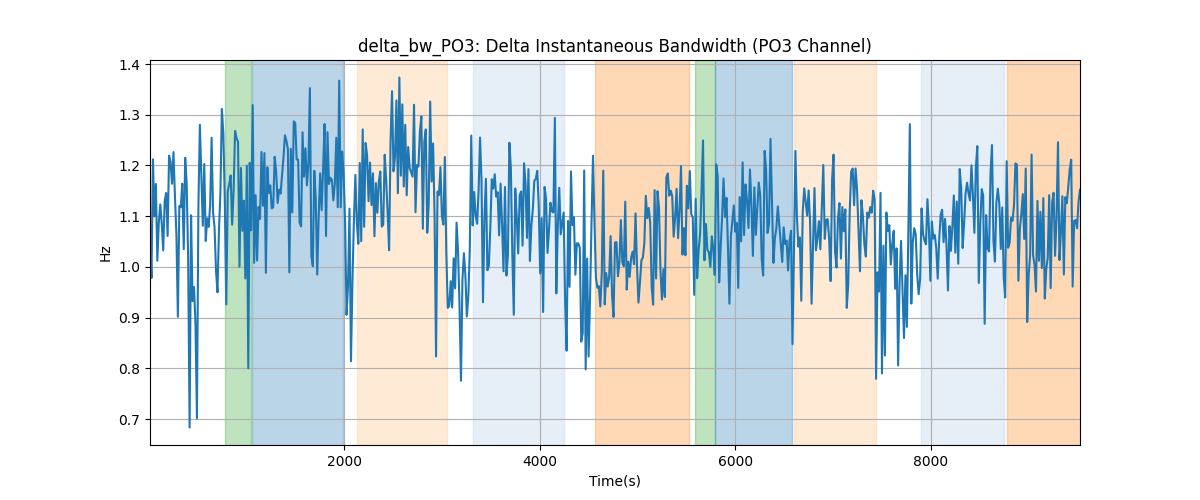 delta_bw_PO3: Delta Instantaneous Bandwidth (PO3 Channel)
Hz
1.4
1.3
1.2
1.1
1.0
0.9
0.8
0.7
2000 4000 6000 8000
Time(s)